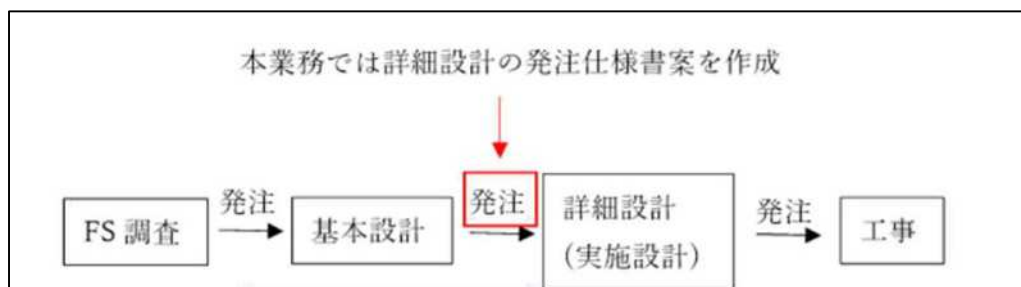 本業務では詳細設計の発注仕様書案を作成
FS 調査
発注
基本設計
発注
詳細設計
(実施設計)
発注
工事